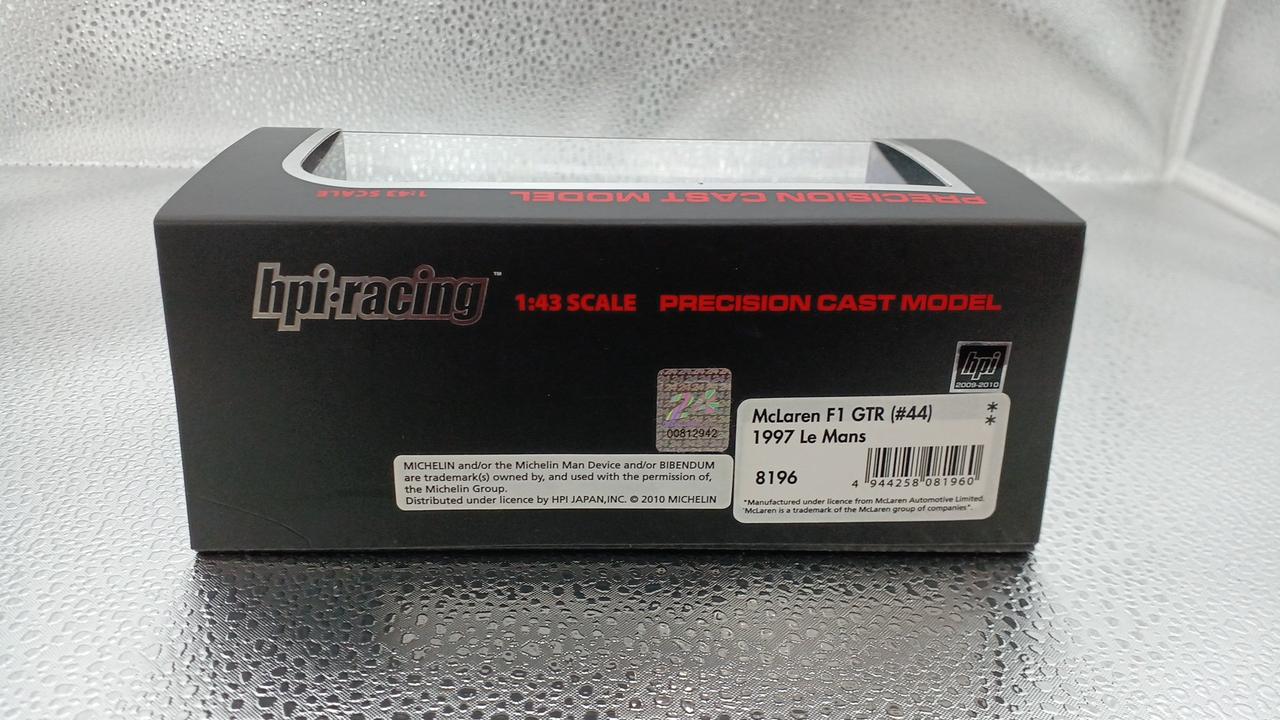 1:43 SCALE
PRECISION CAST MODEL
hpi·racing™
1:43 SCALE PRECISION CAST MODEL
hpi
2009-2010
00812942
McLaren F1 GTR (#44) *
1997 Le Mans *
8196
4 944258 081960
*Manufactured under licence from McLaren Automotive Limited.
"McLaren is a trademark of the McLaren group of companies".
MICHELIN and/or the Michelin Man Device and/or BIBENDUM
are trademark(s) owned by, and used with the permission of,
the Michelin Group.
Distributed under licence by HPI JAPAN,INC. © 2010 MICHELIN